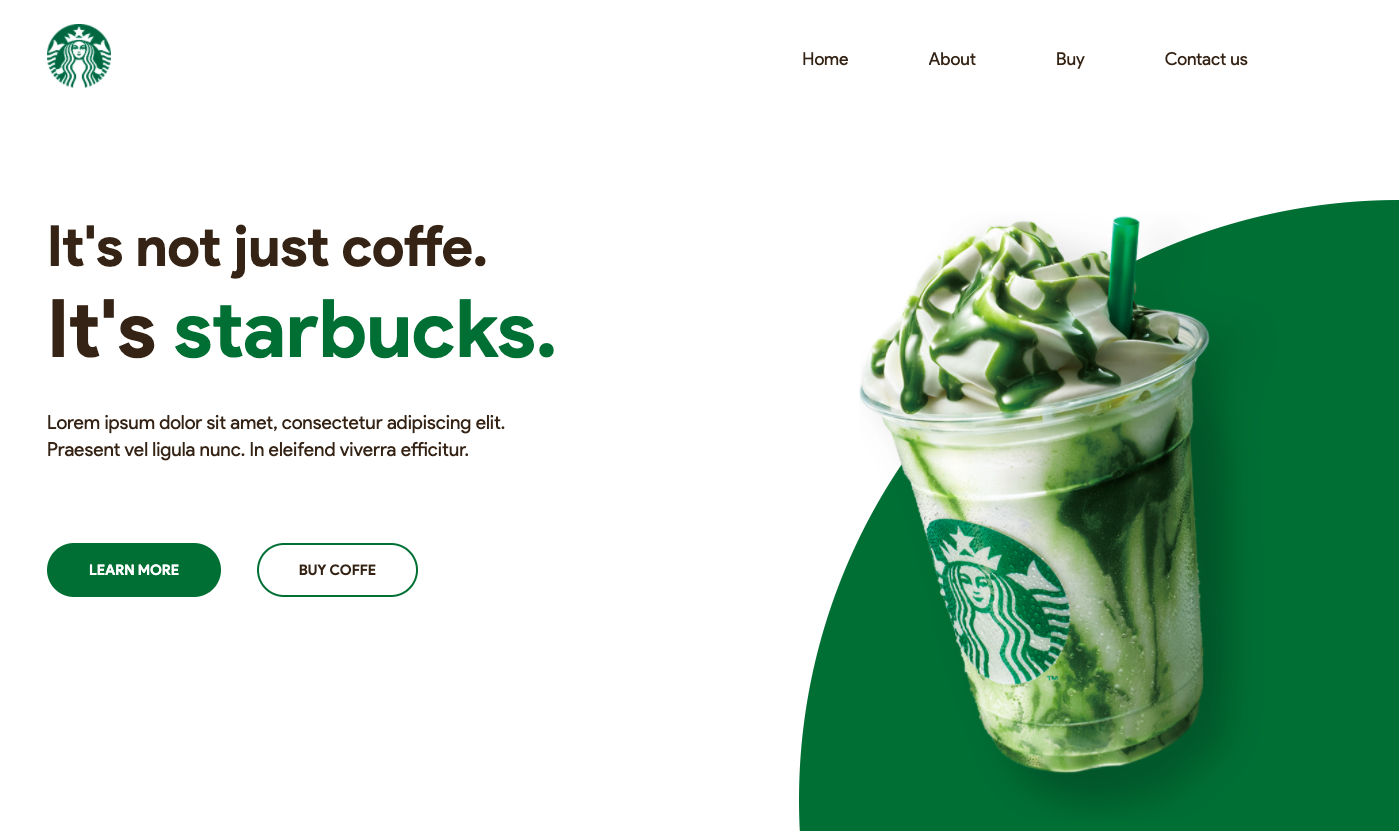 Home About Buy Contact us
It's not just coffe.
It's starbucks.
Lorem ipsum dolor sit amet, consectetur adipiscing elit.
Praesent vel ligula nunc. In eleifend viverra efficitur.
LEARN MORE BUY COFFE
TM